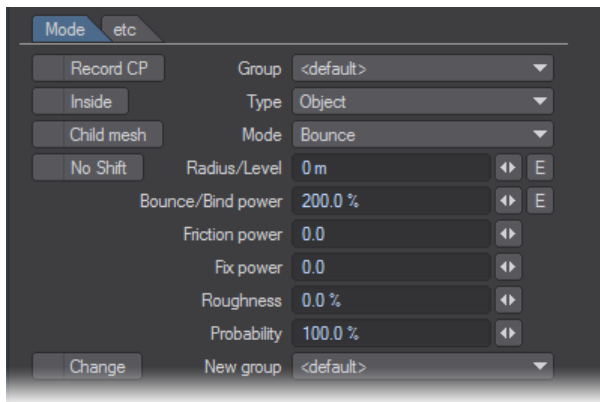 Mode etc
Record CP Group <default>
Inside Type Object
Child mesh Mode Bounce
No Shift Radius/Level 0 m E
Bounce/Bind power 200.0 % E
Friction power 0.0
Fix power 0.0
Roughness 0.0 %
Probability 100.0 %
Change New group <default>